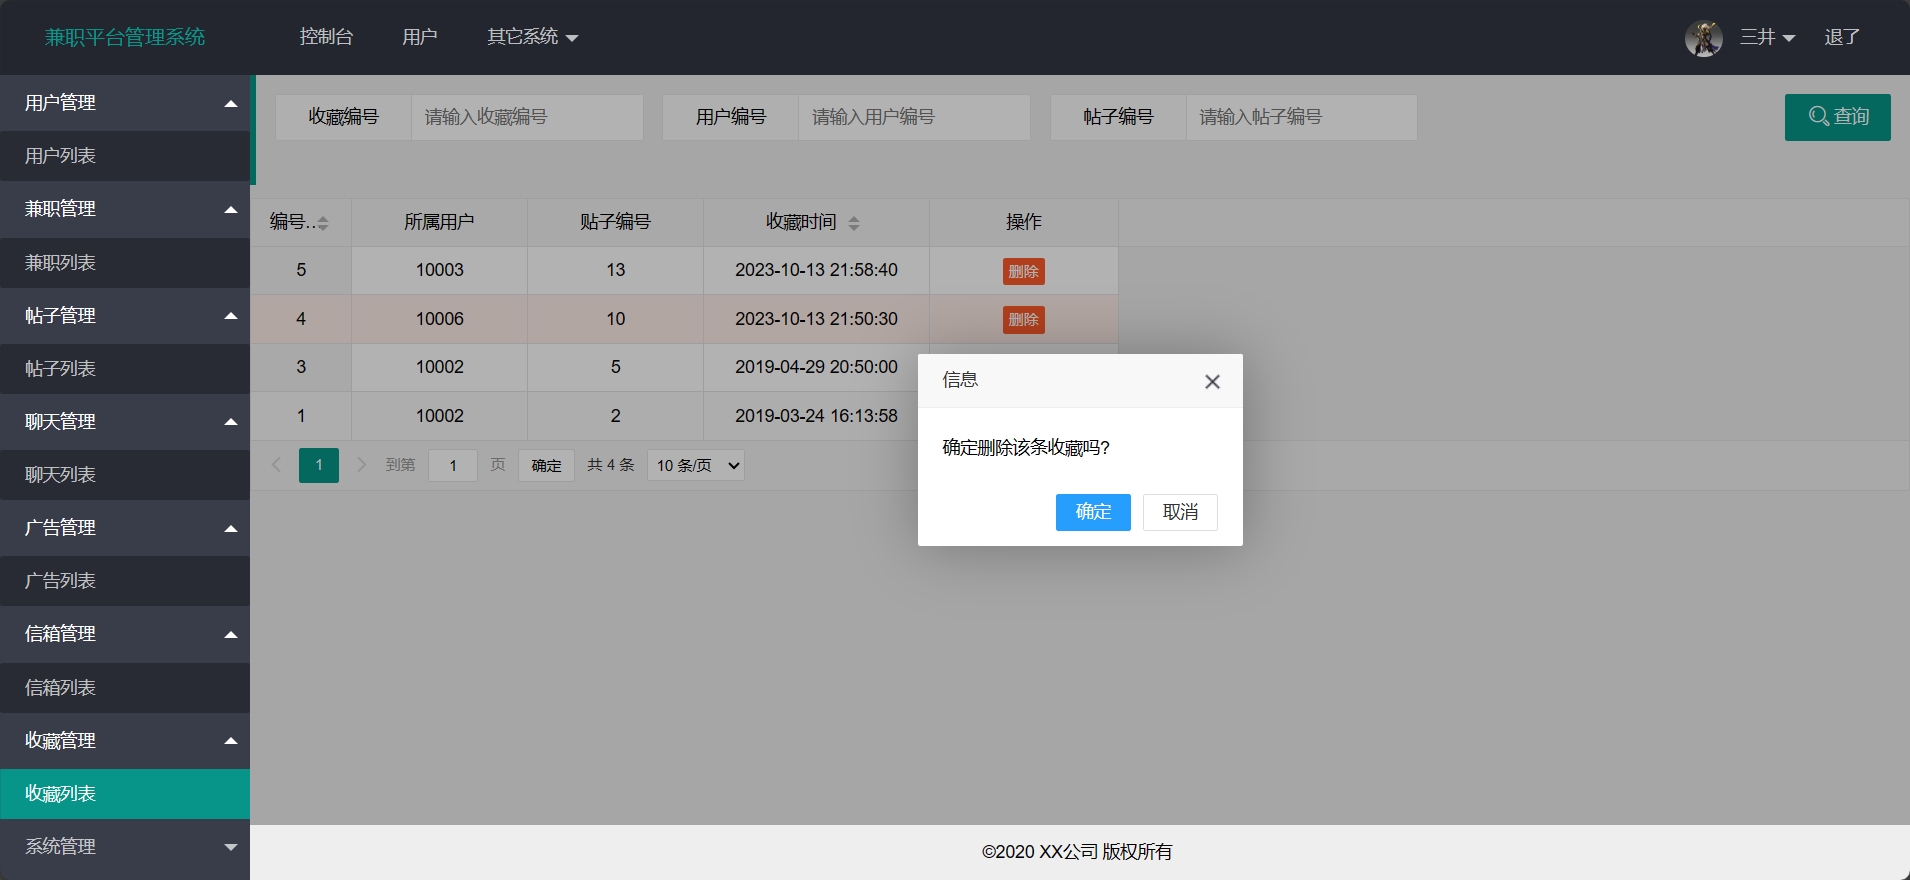 兼职平台管理系统 控制台 用户 其它系统 三井 退了
用户管理
用户列表
兼职管理
兼职列表
帖子管理
帖子列表
聊天管理
聊天列表
广告管理
广告列表
信箱管理
信箱列表
收藏管理
收藏列表
系统管理
收藏编号 请输入收藏编号 用户编号 请输入用户编号 帖子编号 请输入帖子编号 查询
编号.. 所属用户 贴子编号 收藏时间 操作
5 10003 13 2023-10-13 21:58:40 删除
4 10006 10 2023-10-13 21:50:30 删除
3 10002 5 2019-04-29 20:50:00
1 10002 2 2019-03-24 16:13:58
1 到第 1 页 确定 共 4 条 10 条/页
信息
确定删除该条收藏吗?
确定 取消
©2020 XX公司 版权所有